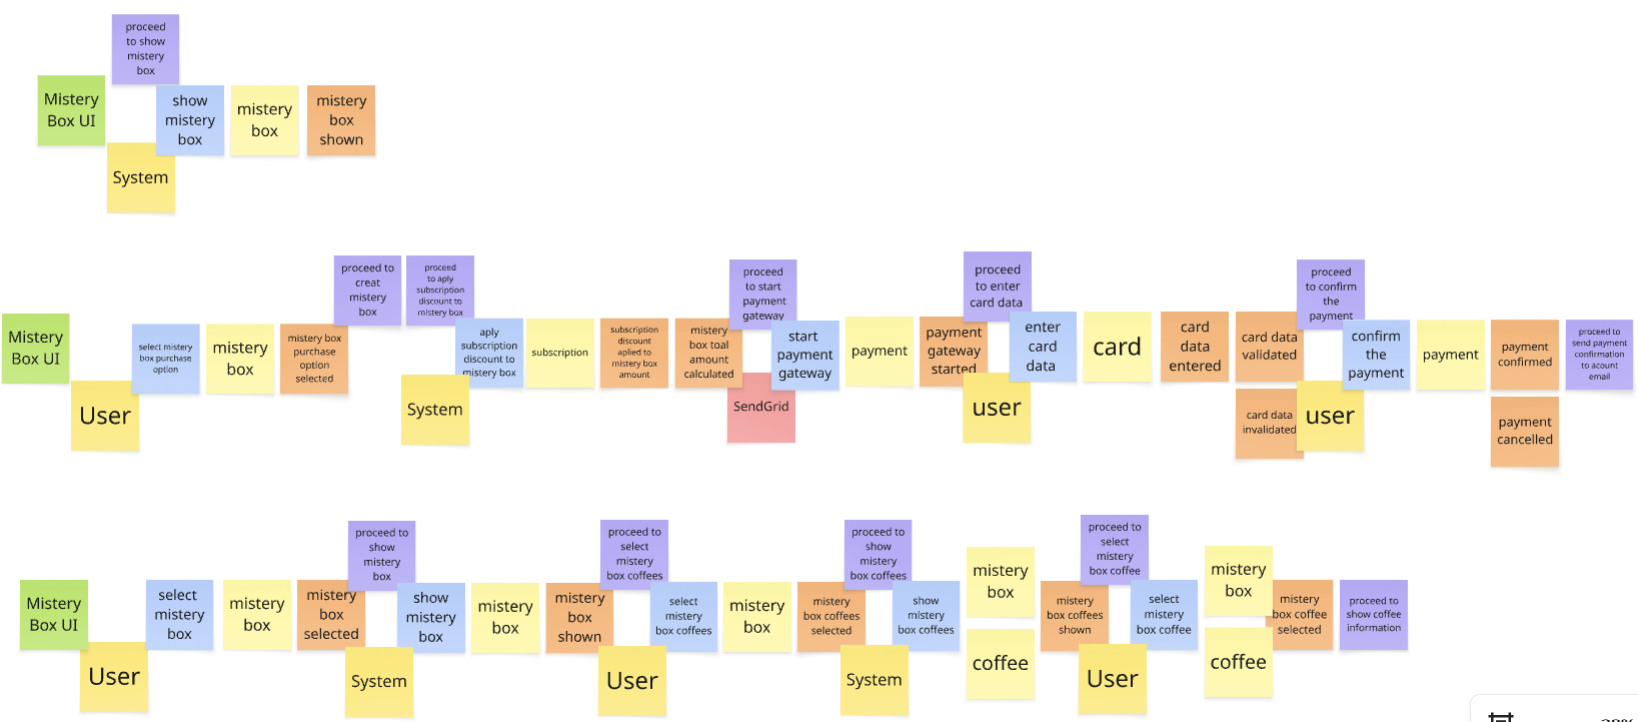 proceed
to show
mistery
box
Mistery
Box UI
show
mistery
box
mistery
box
mistery
box
shown
System
proceed to
creat
mistery
box
proceed
to aply
subscription
discount to
mistery box
proceed
to start
payment
gateway
proceed
to enter
card data
proceed
to confirm
the
payment
Mistery
Box UI
select mistery
box purchase
option
mistery
box
mistery box
purchase
option
selected
aply
subscription
discount to
mistery box
subscription
subscription
discount
aplied to
mistery box
amount
mistery
box toal
amount
calculated
start
payment
gateway
payment
payment
gateway
started
enter
card
data
card
card
data
entered
card data
validated
confirm
the
payment
payment
payment
confirmed
proceed to
send payment
confirmation
to acount
email
User
System
SendGrid
user
card data
invalidated
user
payment
cancelled
proceed to
show
mistery
box
proceed to
select
mistery
box coffees
proceed to
show
mistery
box coffees
proceed to
select
mistery
box coffee
Mistery
Box UI
select
mistery
box
mistery
box
mistery
box
selected
show
mistery
box
mistery
box
mistery
box
shown
select
mistery
box coffees
mistery
box
mistery
box coffees
selected
show
mistery
box coffees
mistery
box
mistery
box coffees
shown
select
mistery
box coffee
mistery
box
mistery
box coffee
selected
proceed to
show coffee
information
User
System
User
System
coffee
User
coffee